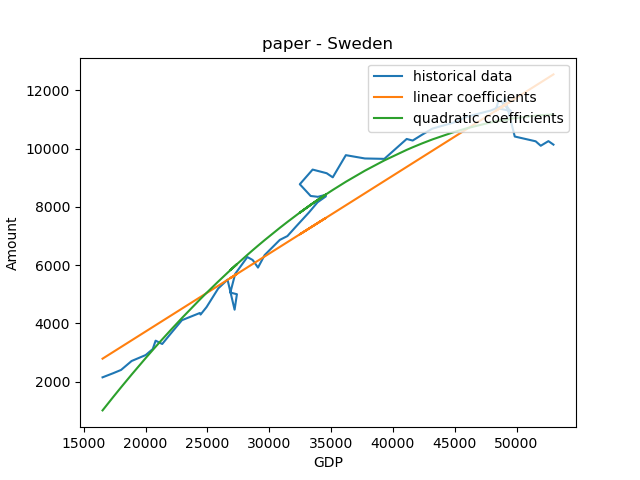 paper - Sweden
historical data
linear coefficients
quadratic coefficients
Amount
12000
10000
8000
6000
4000
2000
15000 20000 25000 30000 35000 40000 45000 50000
GDP